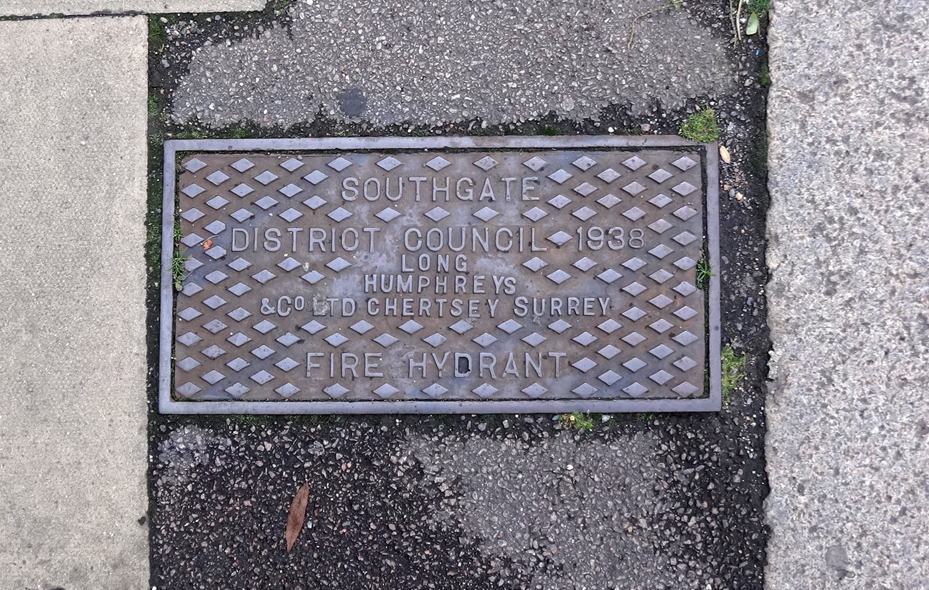 SOUTHGATE
DISTRICT COUNCIL 1938
LONG
HUMPHREYS
&Co LTD CHERTSEY SURREY
FIRE HYDRANT